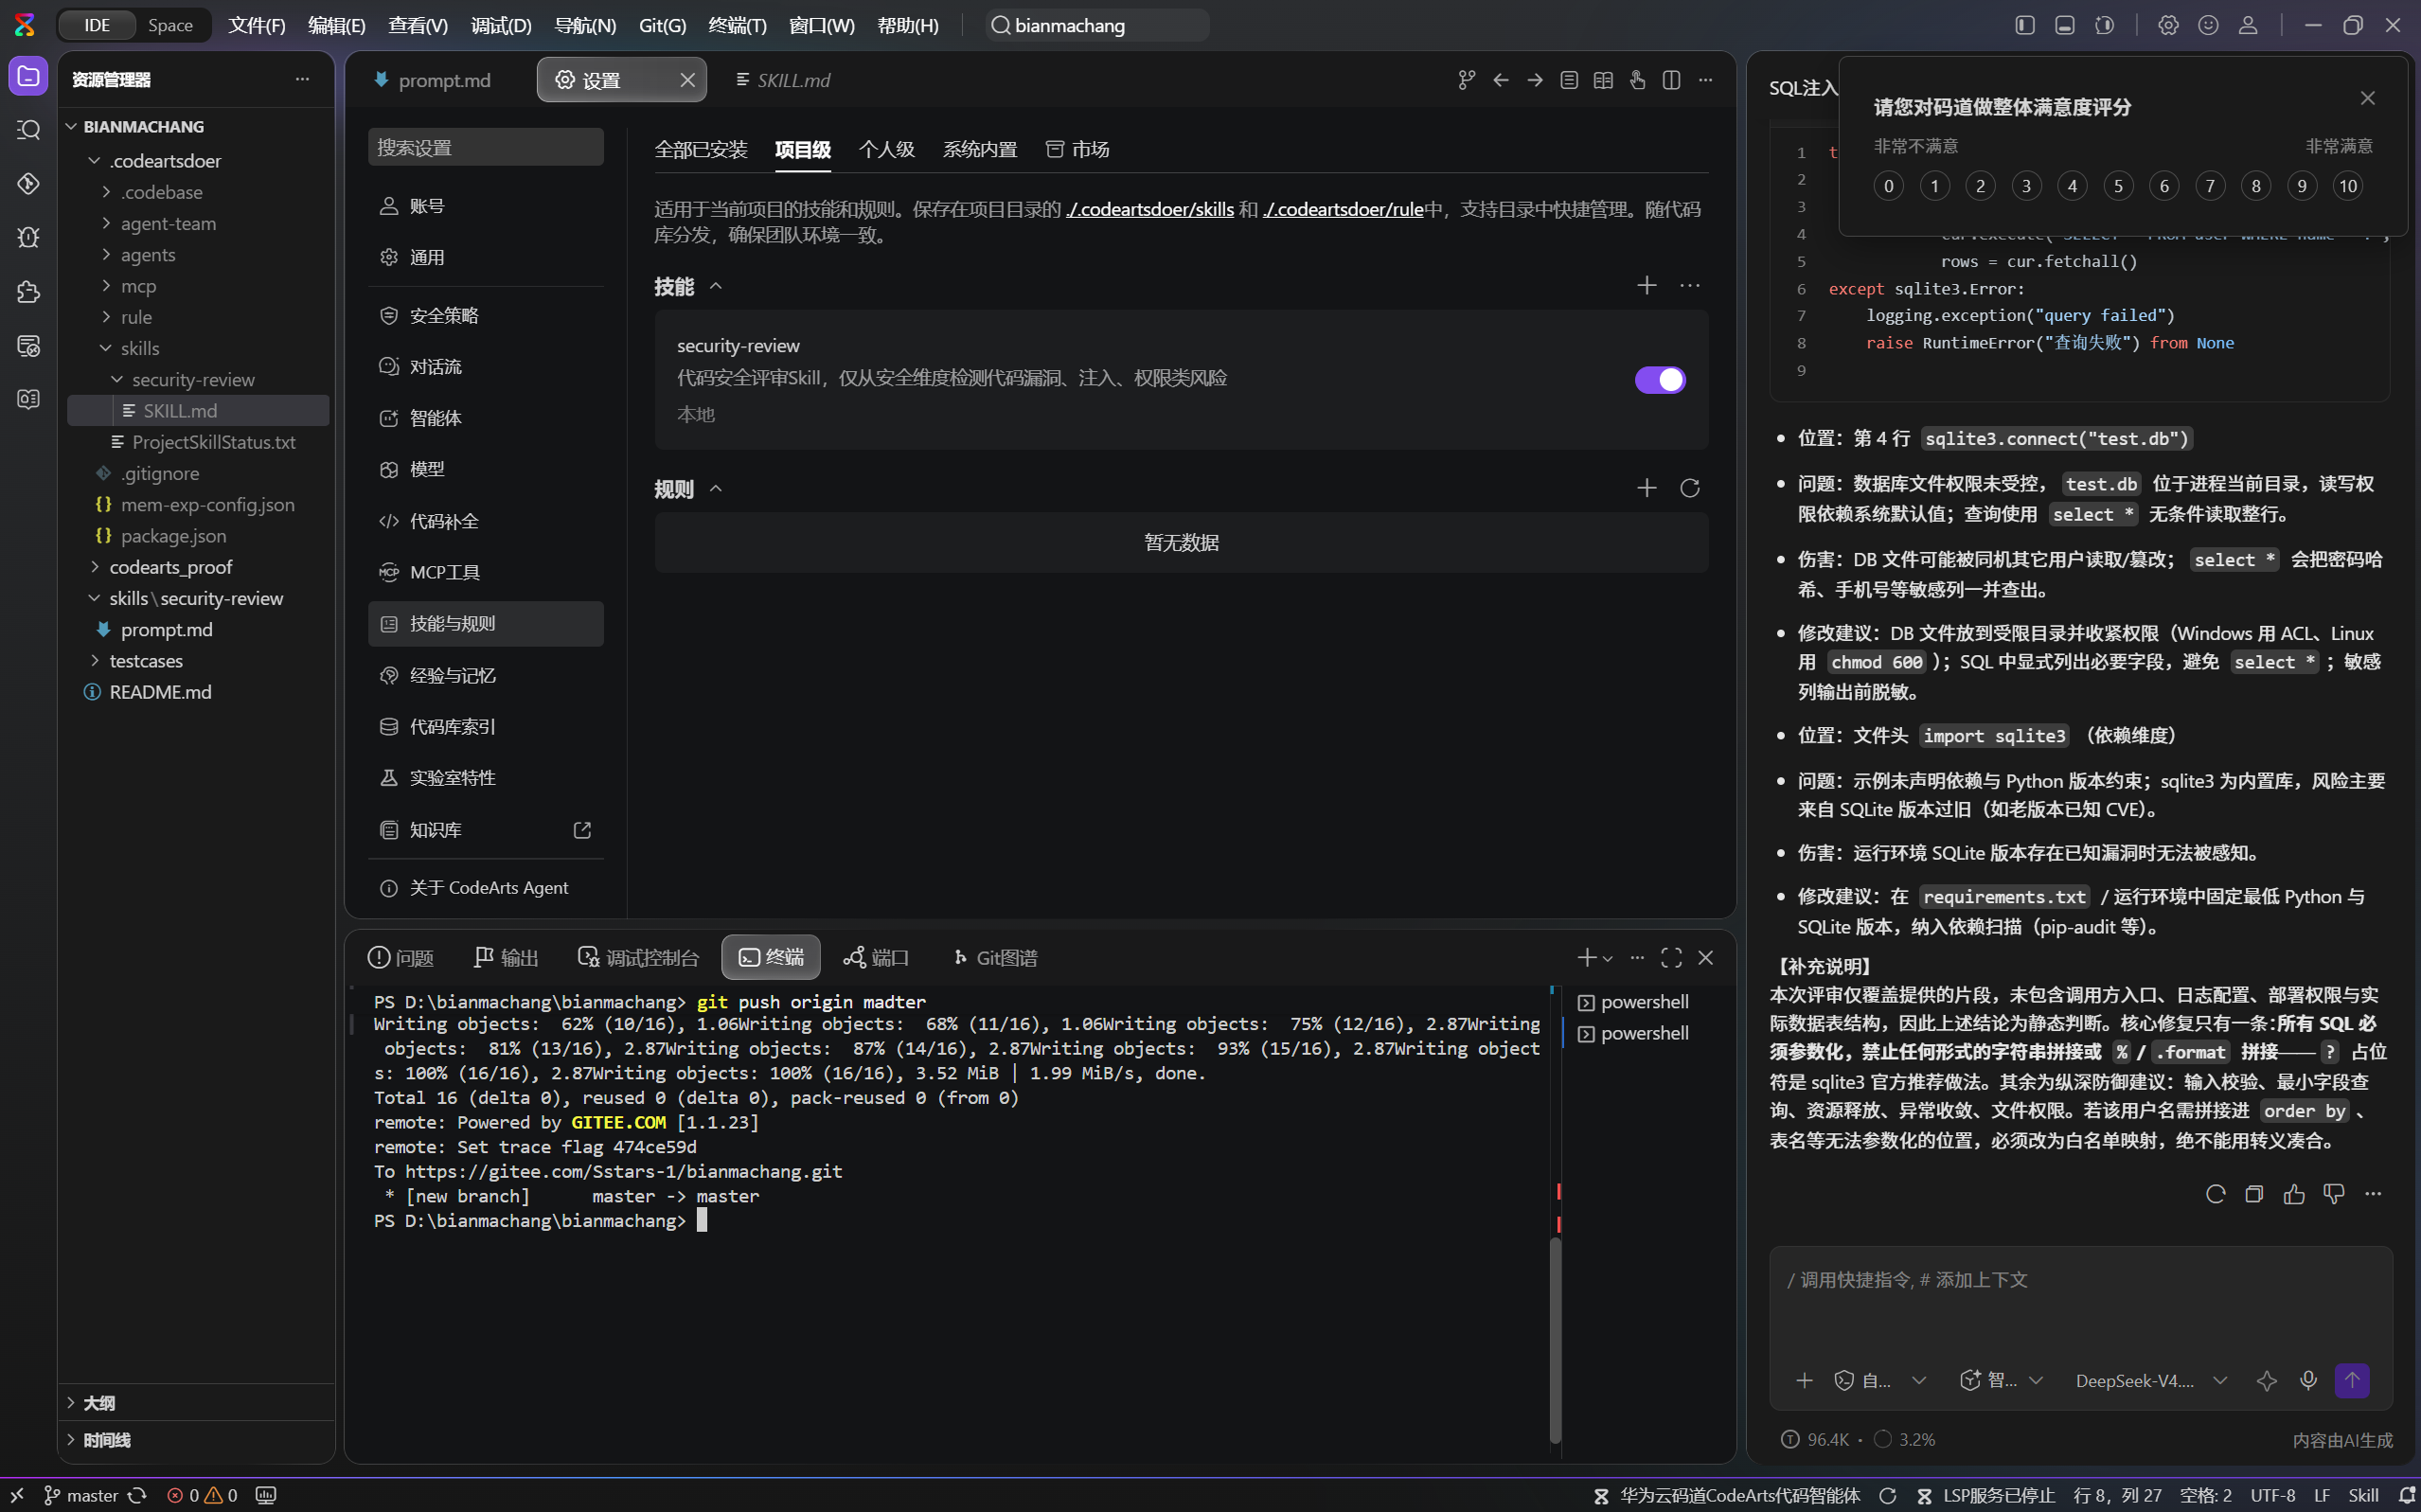 IDE Space 文件(F) 编辑(E) 查看(V) 调试(D) 导航(N) Git(G) 终端(T) 窗口(W) 帮助(H) bianmachang
资源管理器
BIANMACHANG
.codeartsdoer
.codebase
agent-team
agents
mcp
rule
skills
security-review
SKILL.md
ProjectSkillStatus.txt
.gitignore
mem-exp-config.json
package.json
codearts_proof
skills\security-review
prompt.md
testcases
README.md
大纲
时间线
prompt.md 设置 SKILL.md
搜索设置
账号
通用
安全策略
对话流
智能体
模型
代码补全
MCP工具
技能与规则
经验与记忆
代码库索引
实验室特性
知识库
关于 CodeArts Agent
全部已安装 项目级 个人级 系统内置 市场
适用于当前项目的技能和规则。保存在项目目录的 ./.codeartsdoer/skills 和 ./.codeartsdoer/rule中，支持目录中快捷管理。随代码
库分发，确保团队环境一致。
技能
security-review
代码安全评审Skill，仅从安全维度检测代码漏洞、注入、权限类风险
本地
规则
暂无数据
问题 输出 调试控制台 终端 端口 Git图谱
PS D:\bianmachang\bianmachang> git push origin madter
Writing objects:  62% (10/16), 1.06Writing objects:  68% (11/16), 1.06Writing objects:  75% (12/16), 2.87Writing
 objects:  81% (13/16), 2.87Writing objects:  87% (14/16), 2.87Writing objects:  93% (15/16), 2.87Writing object
s: 100% (16/16), 2.87Writing objects: 100% (16/16), 3.52 MiB | 1.99 MiB/s, done.
Total 16 (delta 0), reused 0 (delta 0), pack-reused 0 (from 0)
remote: Powered by GITEE.COM [1.1.23]
remote: Set trace flag 474ce59d
To https://gitee.com/Sstars-1/bianmachang.git
 * [new branch]      master -> master
PS D:\bianmachang\bianmachang>
powershell
powershell
SQL注入
请您对码道做整体满意度评分
非常不满意 非常满意
0 1 2 3 4 5 6 7 8 9 10
1 t
2
3
4
5 rows = cur.fetchall()
6 except sqlite3.Error:
7 logging.exception("query failed")
8 raise RuntimeError("查询失败") from None
9
位置：第 4 行 sqlite3.connect("test.db")
问题：数据库文件权限未受控， test.db 位于进程当前目录，读写权
限依赖系统默认值；查询使用 select * 无条件读取整行。
伤害：DB 文件可能被同机其它用户读取/篡改； select * 会把密码哈
希、手机号等敏感列一并查出。
修改建议：DB 文件放到受限目录并收紧权限（Windows 用 ACL、Linux
用 chmod 600 ）；SQL 中显式列出必要字段，避免 select * ；敏感
列输出前脱敏。
位置：文件头 import sqlite3 （依赖维度）
问题：示例未声明依赖与 Python 版本约束；sqlite3 为内置库，风险主要
来自 SQLite 版本过旧（如老版本已知 CVE）。
伤害：运行环境 SQLite 版本存在已知漏洞时无法被感知。
修改建议：在 requirements.txt / 运行环境中固定最低 Python 与
SQLite 版本，纳入依赖扫描（pip-audit 等）。
【补充说明】
本次评审仅覆盖提供的片段，未包含调用方入口、日志配置、部署权限与实
际数据表结构，因此上述结论为静态判断。核心修复只有一条:所有 SQL 必
须参数化，禁止任何形式的字符串拼接或 % / .format 拼接—— ? 占位
符是 sqlite3 官方推荐做法。其余为纵深防御建议：输入校验、最小字段查
询、资源释放、异常收敛、文件权限。若该用户名需拼接进 order by 、
表名等无法参数化的位置，必须改为白名单映射，绝不能用转义凑合。
/ 调用快捷指令, # 添加上下文
自... 智... DeepSeek-V4....
96.4K · 3.2% 内容由AI生成
master 0 0 华为云码道CodeArts代码智能体 LSP服务已停止 行 8，列 27 空格: 2 UTF-8 LF Skill